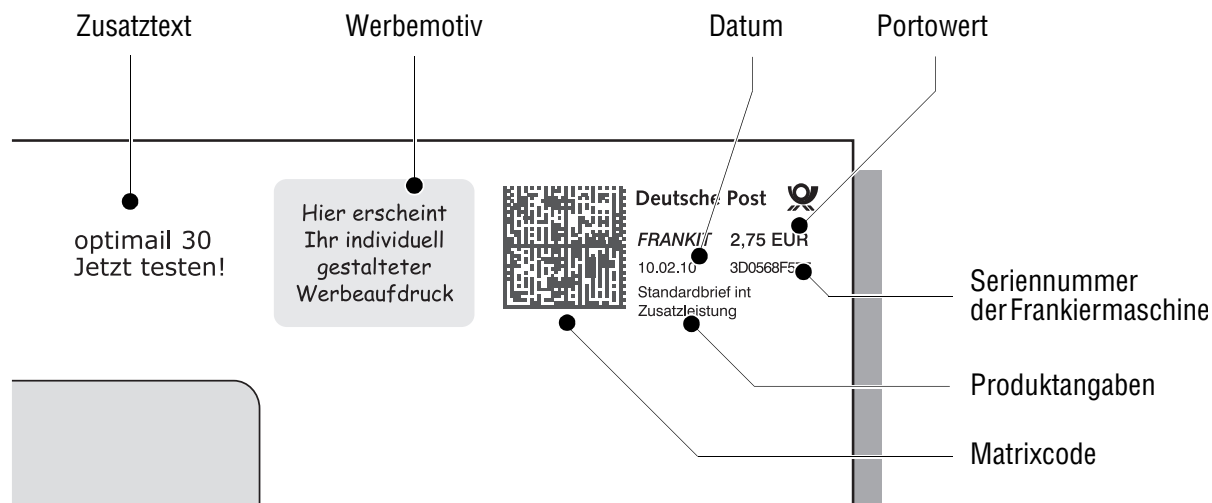 Zusatztext
Werbemotiv
Datum
Portowert
optimail 30
Jetzt testen!
Hier erscheint
Ihr individuell
gestalteter
Werbeaufdruck
Deutsche Post
FRANKIT 2,75 EUR
10.02.10
Standardbrief int
Zusatzleistung
Seriennummer
der Frankiermaschine
Produktangaben
Matrixcode